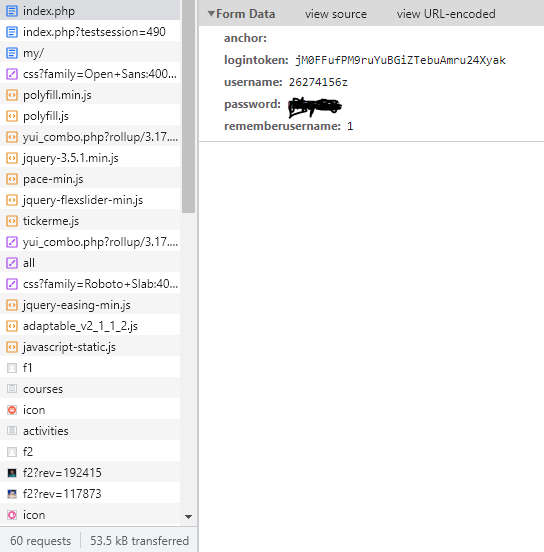 index.php
index.php?testsession=490
my/
css?family=Open+Sans:400...
polyfill.min.js
polyfill.js
yui_combo.php?rollup/3.17....
jquery-3.5.1.min.js
pace-min.js
jquery-flexslider-min.js
tickerme.js
yui_combo.php?rollup/3.17....
all
css?family=Roboto+Slab:40...
jquery-easing-min.js
adaptable_v2_1_1_2.js
javascript-static.js
f1
courses
icon
activities
f2
f2?rev=192415
f2?rev=117873
icon
60 requests 53.5 kB transferred
Form Data view source view URL-encoded
anchor:
logintoken: jM0FFufPM9ruYuBGiZTebuAmru24Xyak
username: 26274156z
password:
rememberusername: 1